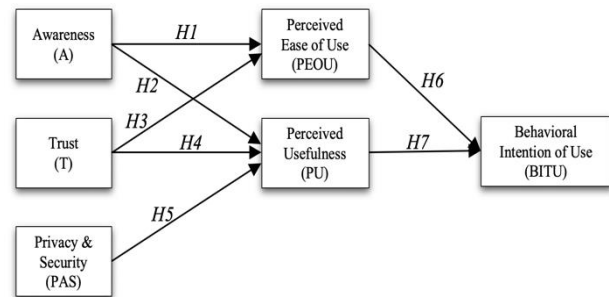 Awareness
(A)
H1
Perceived
Ease of Use
(PEOU)
H2
H6
Trust
(T)
H3
H4
Perceived
Usefulness
(PU)
H7
Behavioral
Intention of Use
(BITU)
H5
Privacy &
Security
(PAS)